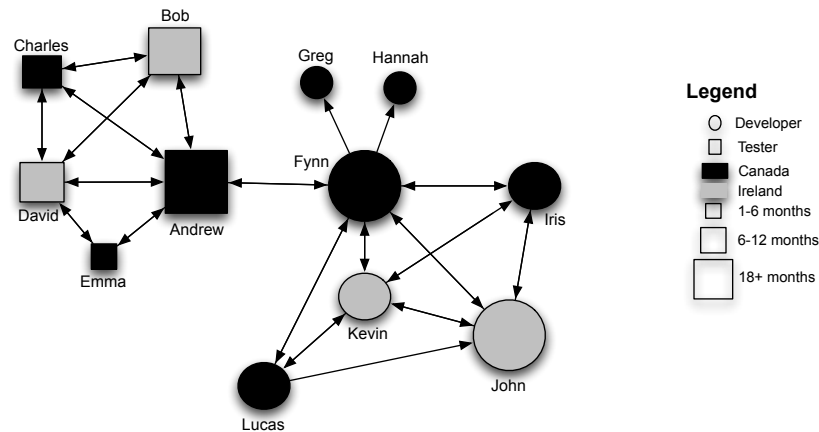 Bob
Charles
Greg
Hannah
Legend
Developer
Tester
Canada
Ireland
1-6 months
6-12 months
18+ months
Fynn
David
Andrew
Iris
Emma
Kevin
John
Lucas